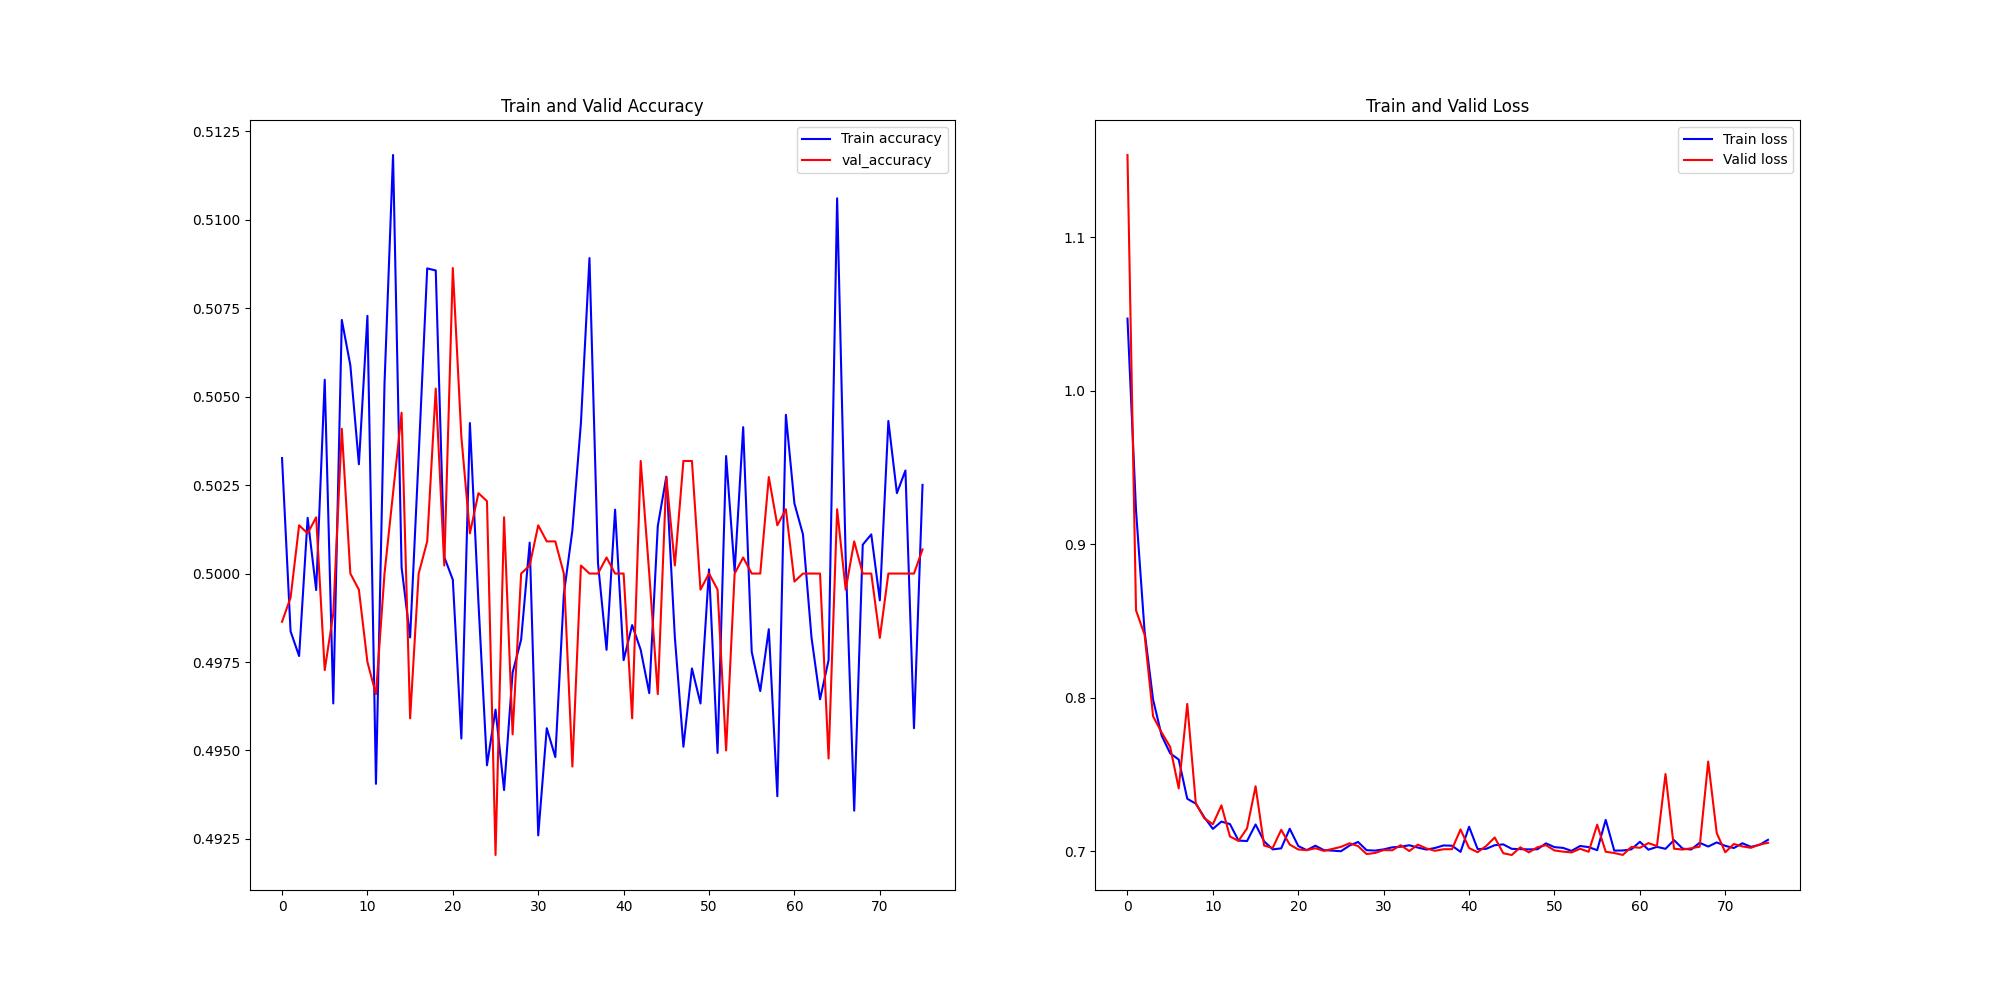 Train and Valid Accuracy
Train accuracy
val_accuracy
0.5125
0.5100
0.5075
0.5050
0.5025
0.5000
0.4975
0.4950
0.4925
0 10 20 30 40 50 60 70
Train and Valid Loss
Train loss
Valid loss
1.1
1.0
0.9
0.8
0.7
0 10 20 30 40 50 60 70